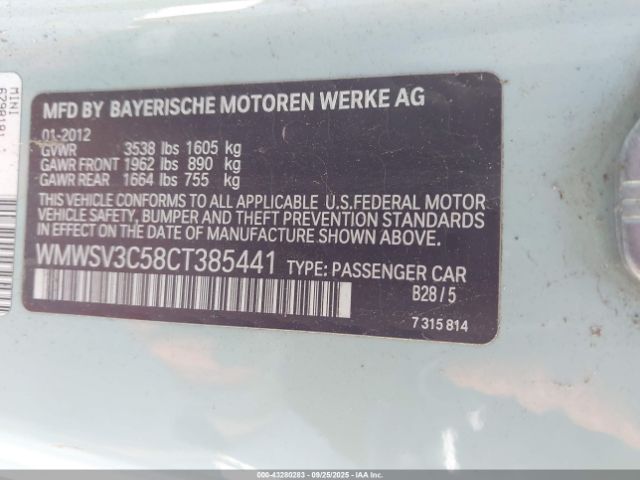 MINI
6798181
MFD BY BAYERISCHE MOTOREN WERKE AG
01-2012
GVWR 3538 lbs 1605 kg
GAWR FRONT 1962 lbs 890 kg
GAWR REAR 1664 lbs 755 kg
THIS VEHICLE CONFORMS TO ALL APPLICABLE U.S.FEDERAL MOTOR
VEHICLE SAFETY, BUMPER AND THEFT PREVENTION STANDARDS
IN EFFECT ON THE DATE OF MANUFACTURE SHOWN ABOVE.
WMWSV3C58CT385441 TYPE: PASSENGER CAR
B28 / 5
7 315 814
000-43280283 - 09/25/2025 - Copyright: IAA.